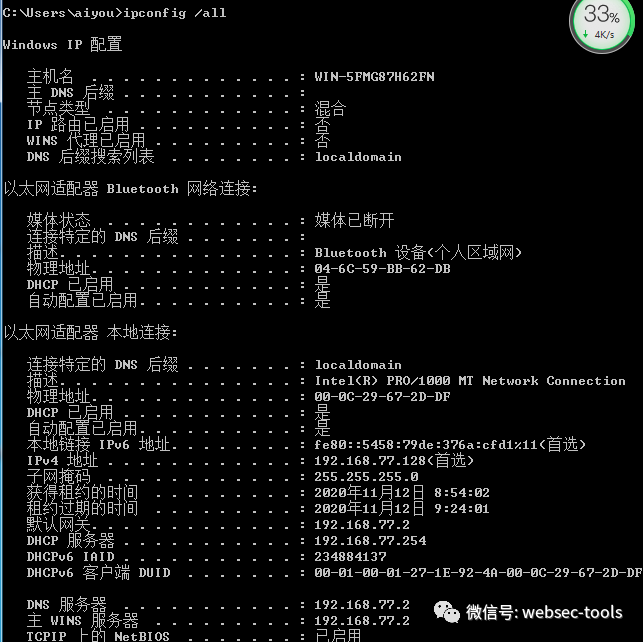 C:\Users\aiyou>ipconfig /all
33%
↓ 4K/s
Windows IP 配置
主机名 . . . . . . . . . . . . . : WIN-5FMG87H62FN
主 DNS 后缀 . . . . . . . . . . . :
节点类型 . . . . . . . . . . . . : 混合
IP 路由已启用 . . . . . . . . . . : 否
WINS 代理已启用 . . . . . . . . . : 否
DNS 后缀搜索列表 . . . . . . . . : localdomain
以太网适配器 Bluetooth 网络连接:
媒体状态 . . . . . . . . . . . . : 媒体已断开
连接特定的 DNS 后缀 . . . . . . . :
描述. . . . . . . . . . . . . . . : Bluetooth 设备(个人区域网)
物理地址. . . . . . . . . . . . . : 04-6C-59-BB-62-DB
DHCP 已启用 . . . . . . . . . . . : 是
自动配置已启用. . . . . . . . . . : 是
以太网适配器 本地连接:
连接特定的 DNS 后缀 . . . . . . . : localdomain
描述. . . . . . . . . . . . . . . : Intel(R) PRO/1000 MT Network Connection
物理地址. . . . . . . . . . . . . : 00-0C-29-67-2D-DF
DHCP 已启用 . . . . . . . . . . . : 是
自动配置已启用. . . . . . . . . . : 是
本地链接 IPv6 地址. . . . . . . . : fe80::5458:79de:376a:cfd1%11(首选)
IPv4 地址 . . . . . . . . . . . . : 192.168.77.128(首选)
子网掩码 . . . . . . . . . . . . : 255.255.255.0
获得租约的时间 . . . . . . . . . : 2020年11月12日 8:54:02
租约过期的时间 . . . . . . . . . : 2020年11月12日 9:24:01
默认网关. . . . . . . . . . . . . : 192.168.77.2
DHCP 服务器 . . . . . . . . . . . : 192.168.77.254
DHCPv6 IAID . . . . . . . . . . . : 234884137
DHCPv6 客户端 DUID . . . . . . . : 00-01-00-01-27-1E-92-4A-00-0C-29-67-2D-DF
DNS 服务器 . . . . . . . . . . . : 192.168.77.2
主 WINS 服务器 . . . . . . . . . : 192.168.77.2
TCPIP 上的 NetBIOS . . . . . . . : 已启用
微信号: websec-tools